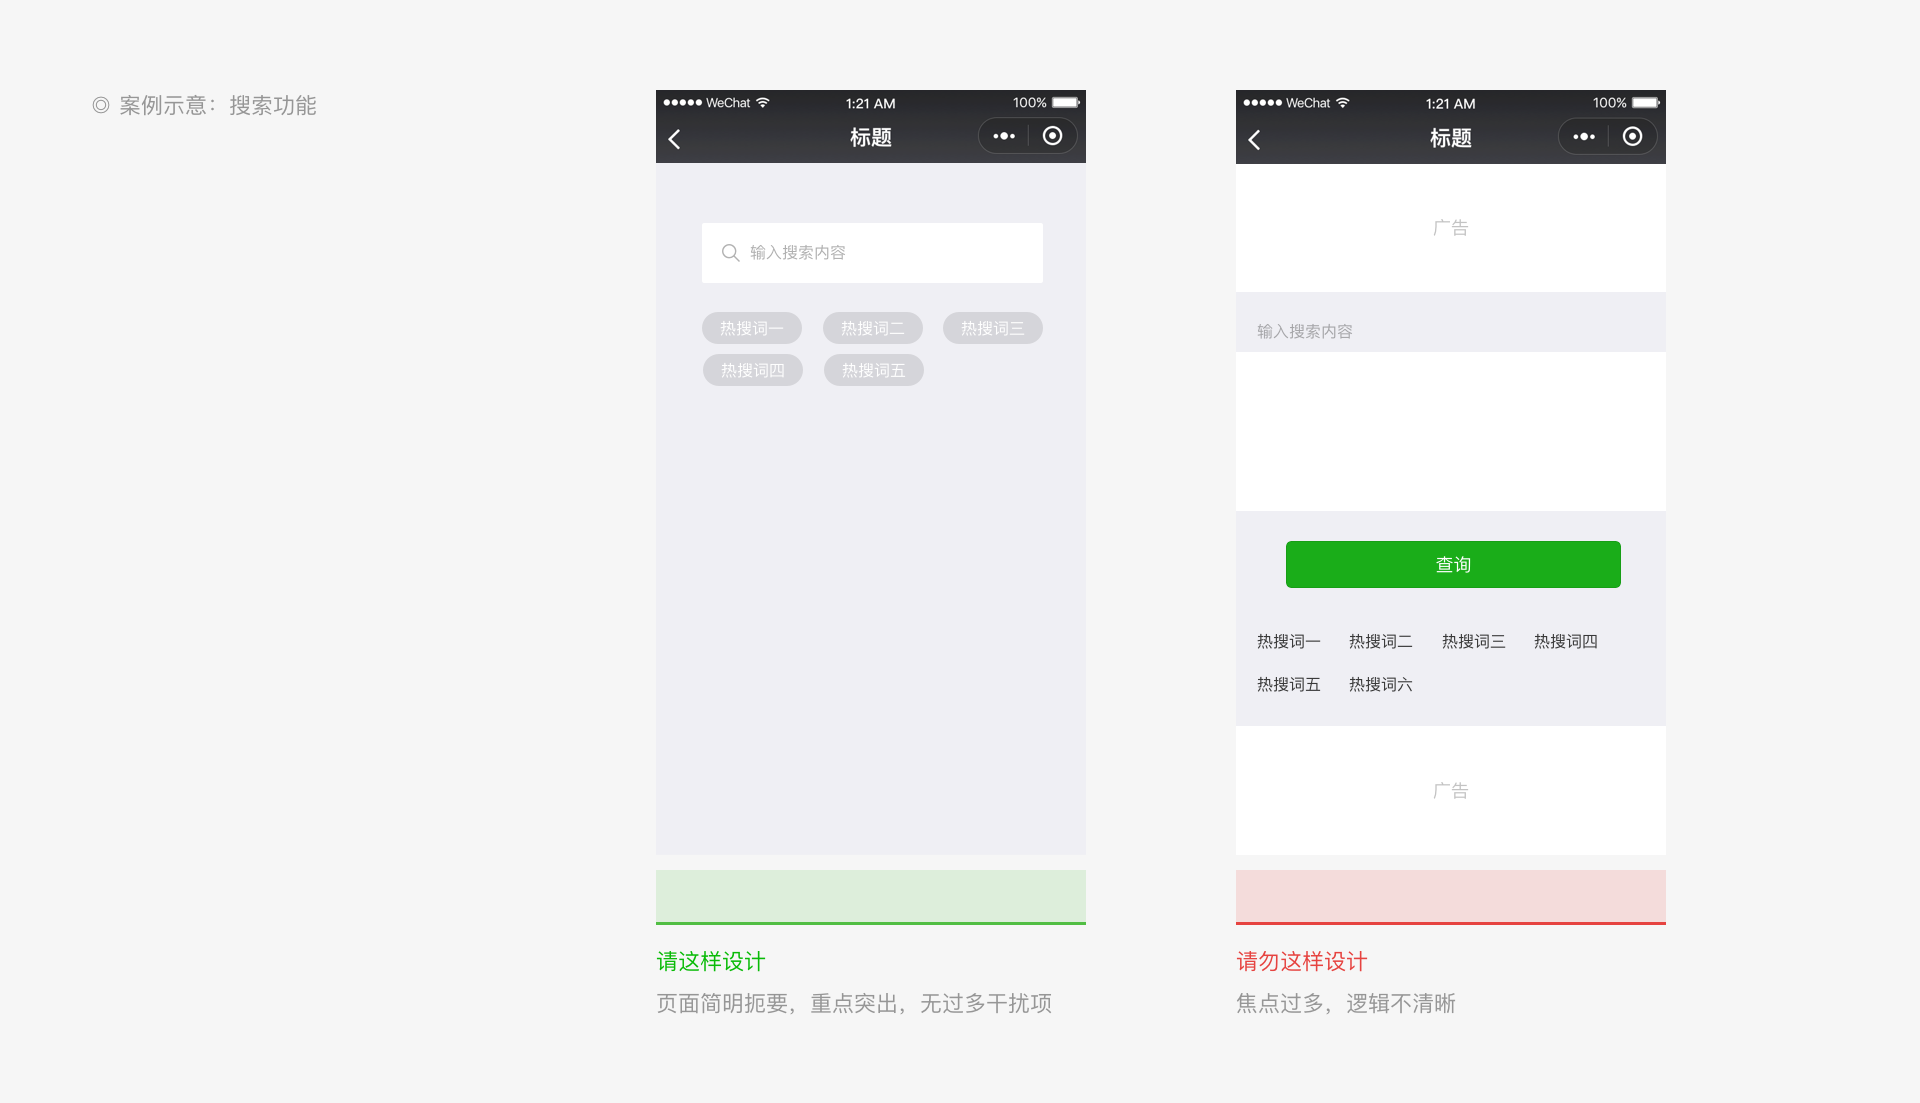 ◎ 案例示意：搜索功能
WeChat 1:21 AM 100%
标题
输入搜索内容
热搜词一 热搜词二 热搜词三
热搜词四 热搜词五
请这样设计
页面简明扼要，重点突出，无过多干扰项
WeChat 1:21 AM 100%
标题
广告
输入搜索内容
查询
热搜词一 热搜词二 热搜词三 热搜词四
热搜词五 热搜词六
广告
请勿这样设计
焦点过多，逻辑不清晰